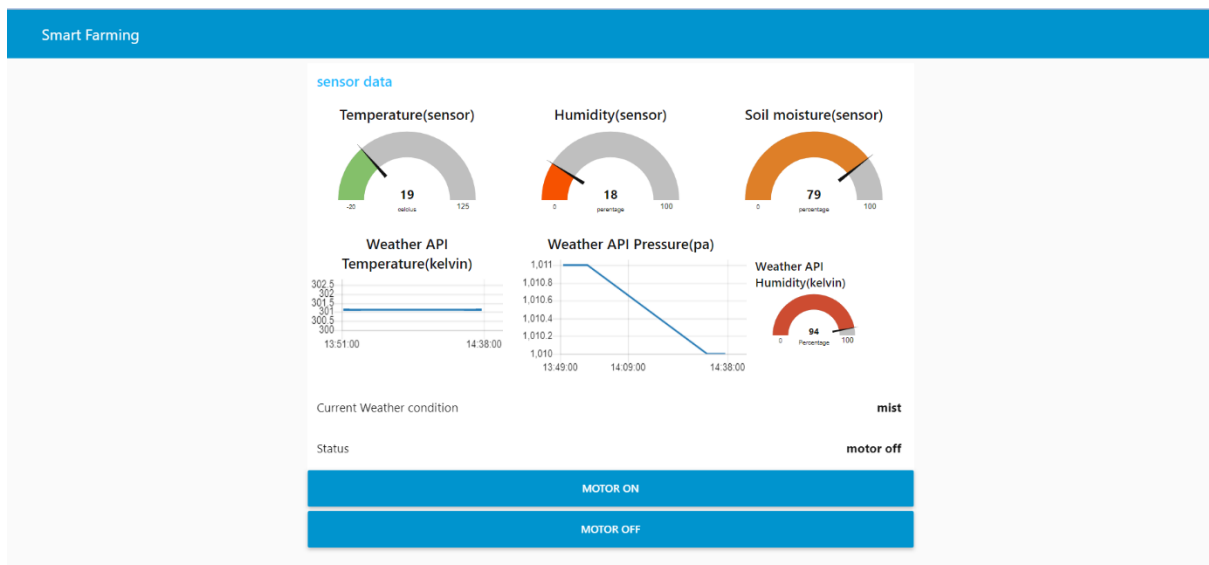 Smart Farming
sensor data
Temperature(sensor)
19
celsius
-20
125
Humidity(sensor)
18
perentage
0
100
Soil moisture(sensor)
79
percentage
0
100
Weather API
Temperature(kelvin)
302.5
302
301.5
301
300.5
300
13:51:00
14:38:00
Weather API Pressure(pa)
1,011
1,010.8
1,010.6
1,010.4
1,010.2
1,010
13:49:00
14:09:00
14:38:00
Weather API
Humidity(kelvin)
94
Percentage
0
100
Current Weather condition
mist
Status
motor off
MOTOR ON
MOTOR OFF